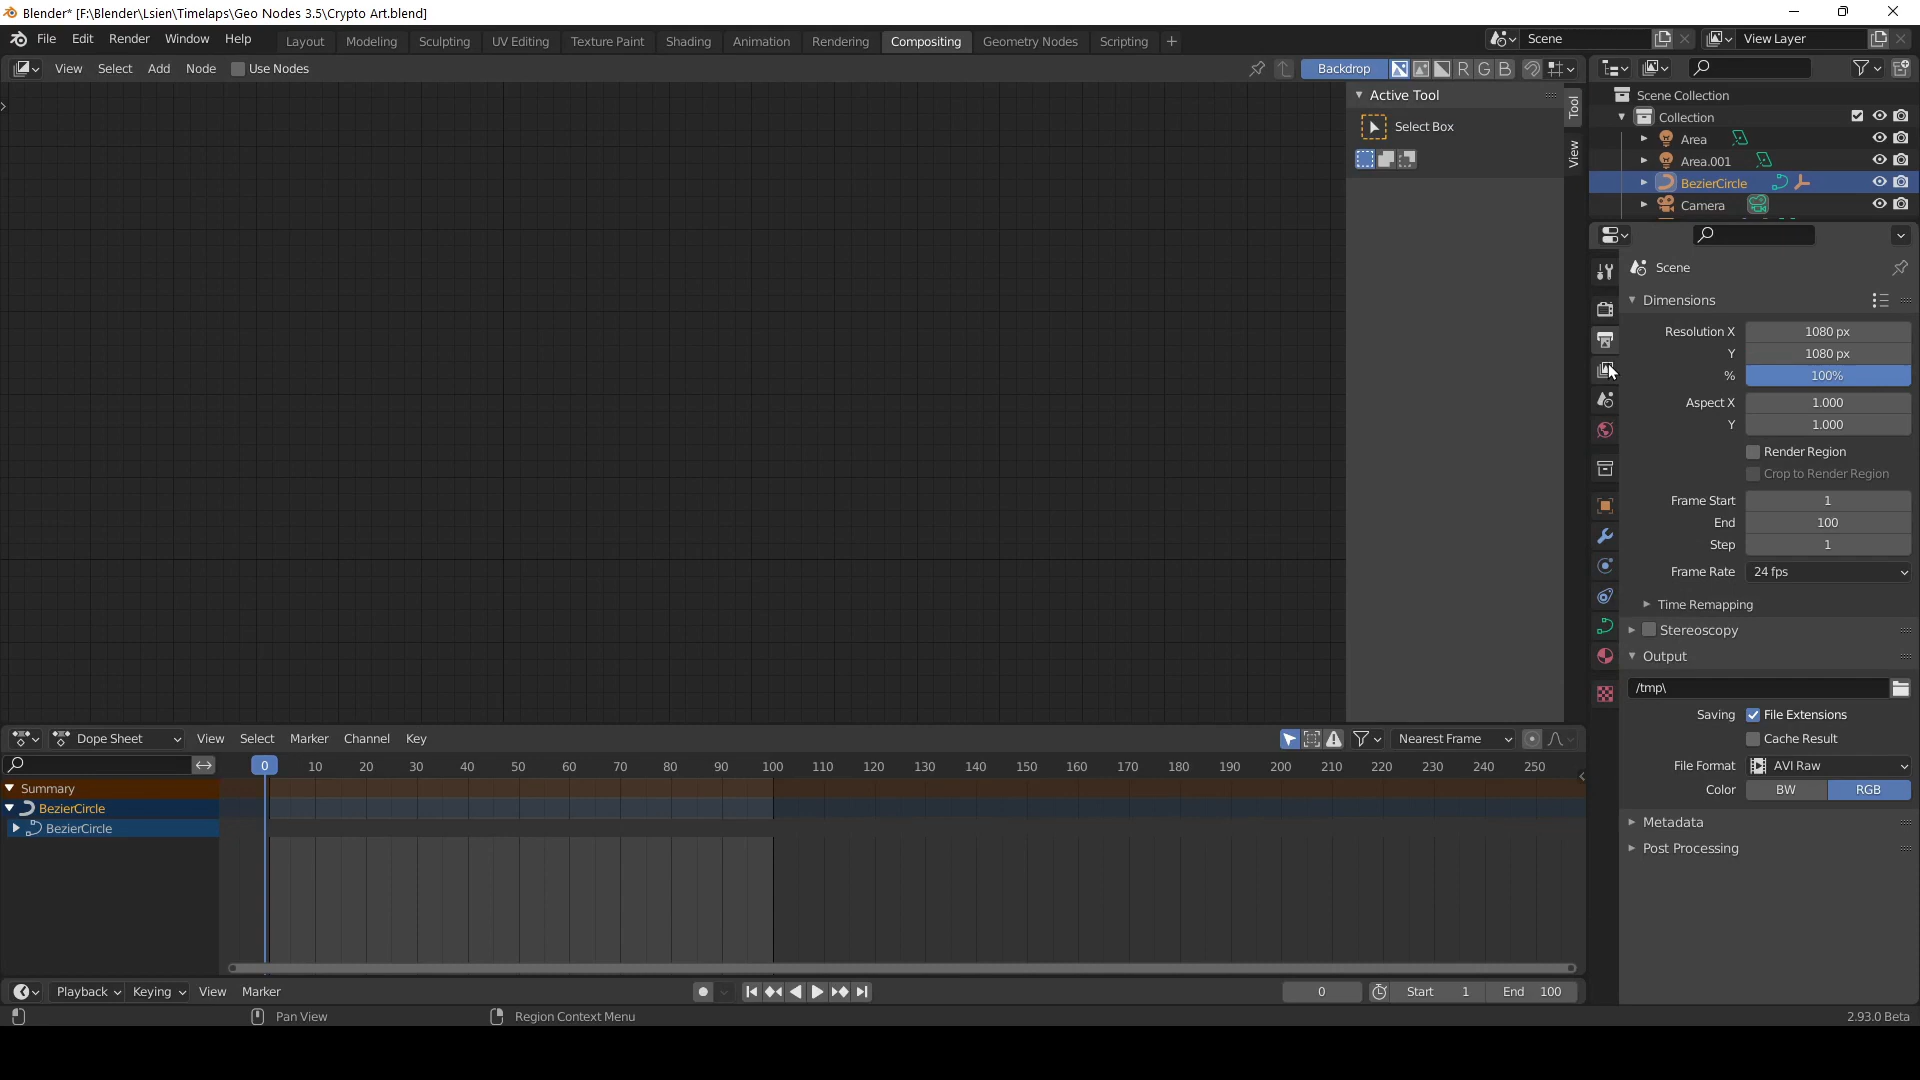 Blender* [F:\Blender\Lsien\Timelaps\Geo Nodes 3.5\Crypto Art.blend]
File Edit Render Window Help Layout Modeling Sculpting UV Editing Texture Paint Shading Animation Rendering Compositing Geometry Nodes Scripting + Scene View Layer
View Select Add Node Use Nodes Backdrop R G B
Active Tool
Select Box
Tool
View
Scene Collection
Collection
Area
Area.001
BezierCircle
Camera
Scene
Dimensions
Resolution X 1080 px
Y 1080 px
% 100%
Aspect X 1.000
Y 1.000
Render Region
Crop to Render Region
Frame Start 1
End 100
Step 1
Frame Rate 24 fps
Time Remapping
Stereoscopy
Output
/tmp\
Saving File Extensions
Cache Result
File Format AVI Raw
Color BW RGB
Metadata
Post Processing
Dope Sheet View Select Marker Channel Key Nearest Frame
0 10 20 30 40 50 60 70 80 90 100 110 120 130 140 150 160 170 180 190 200 210 220 230 240 250
Summary
BezierCircle
BezierCircle
Playback Keying View Marker 0 Start 1 End 100
Pan View Region Context Menu 2.93.0 Beta